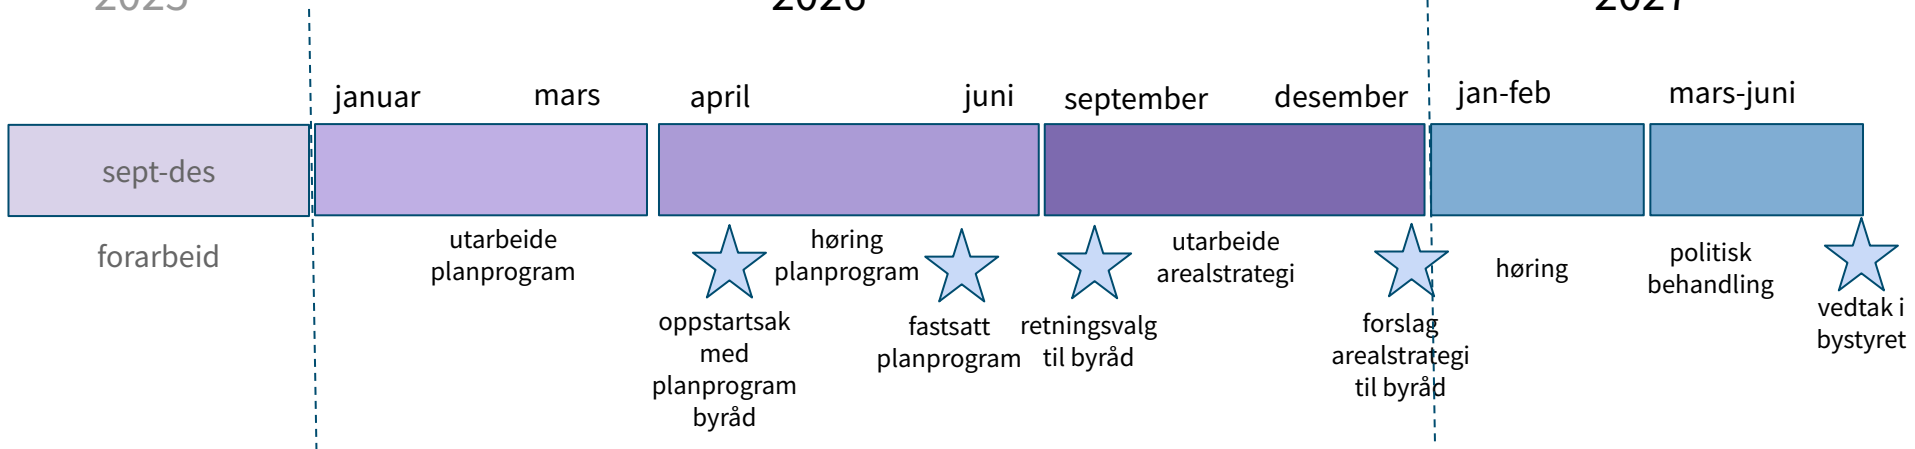 2025
2026
2027
januar
mars
april
juni
september
desember
jan-feb
mars-juni
sept-des
forarbeid
utarbeide
planprogram
oppstartsak
med
planprogram
byråd
høring
planprogram
fastsatt
planprogram
retningsvalg
til byråd
utarbeide
arealstrategi
forslag
arealstrategi
til byråd
høring
politisk
behandling
vedtak i
bystyret